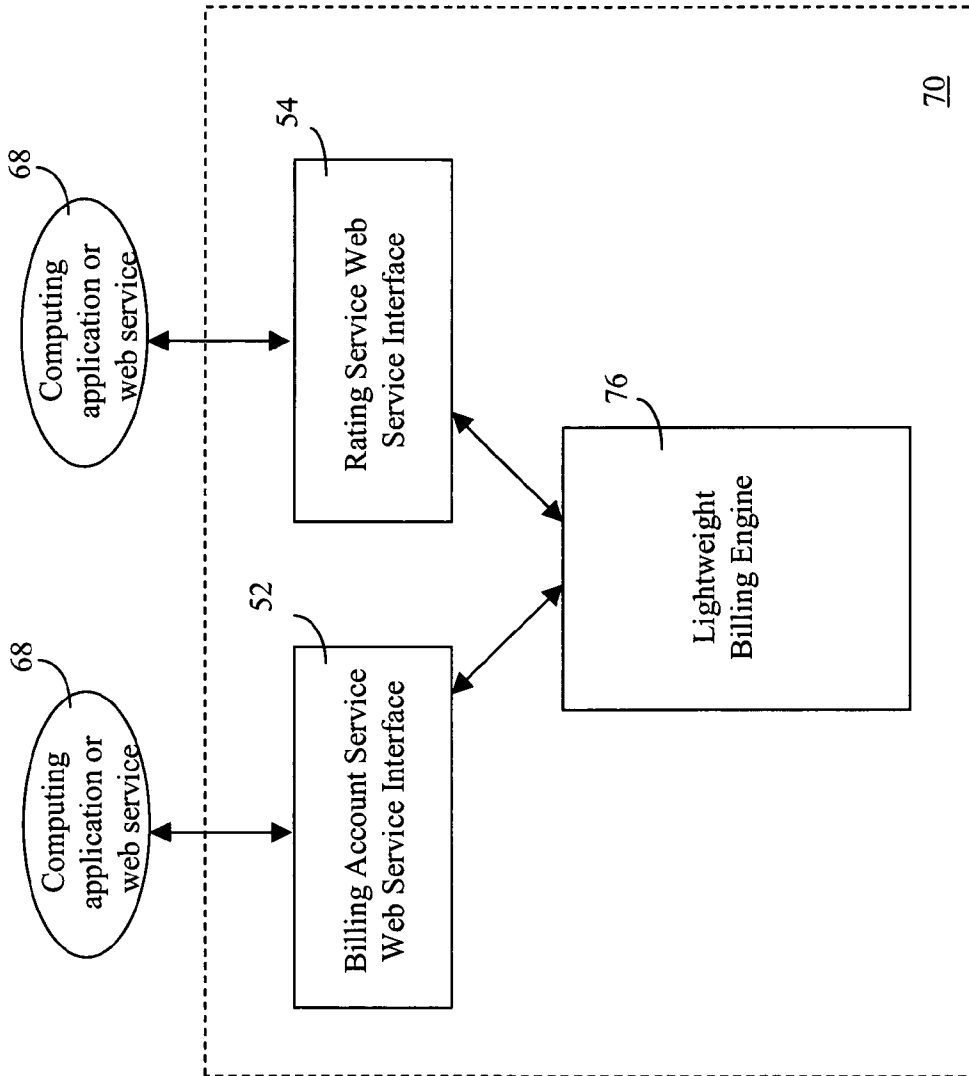 68
Computing
application or
web service
68
Computing
application or
web service
52
Billing Account Service
Web Service Interface
54
Rating Service Web
Service Interface
76
Lightweight
Billing Engine
70